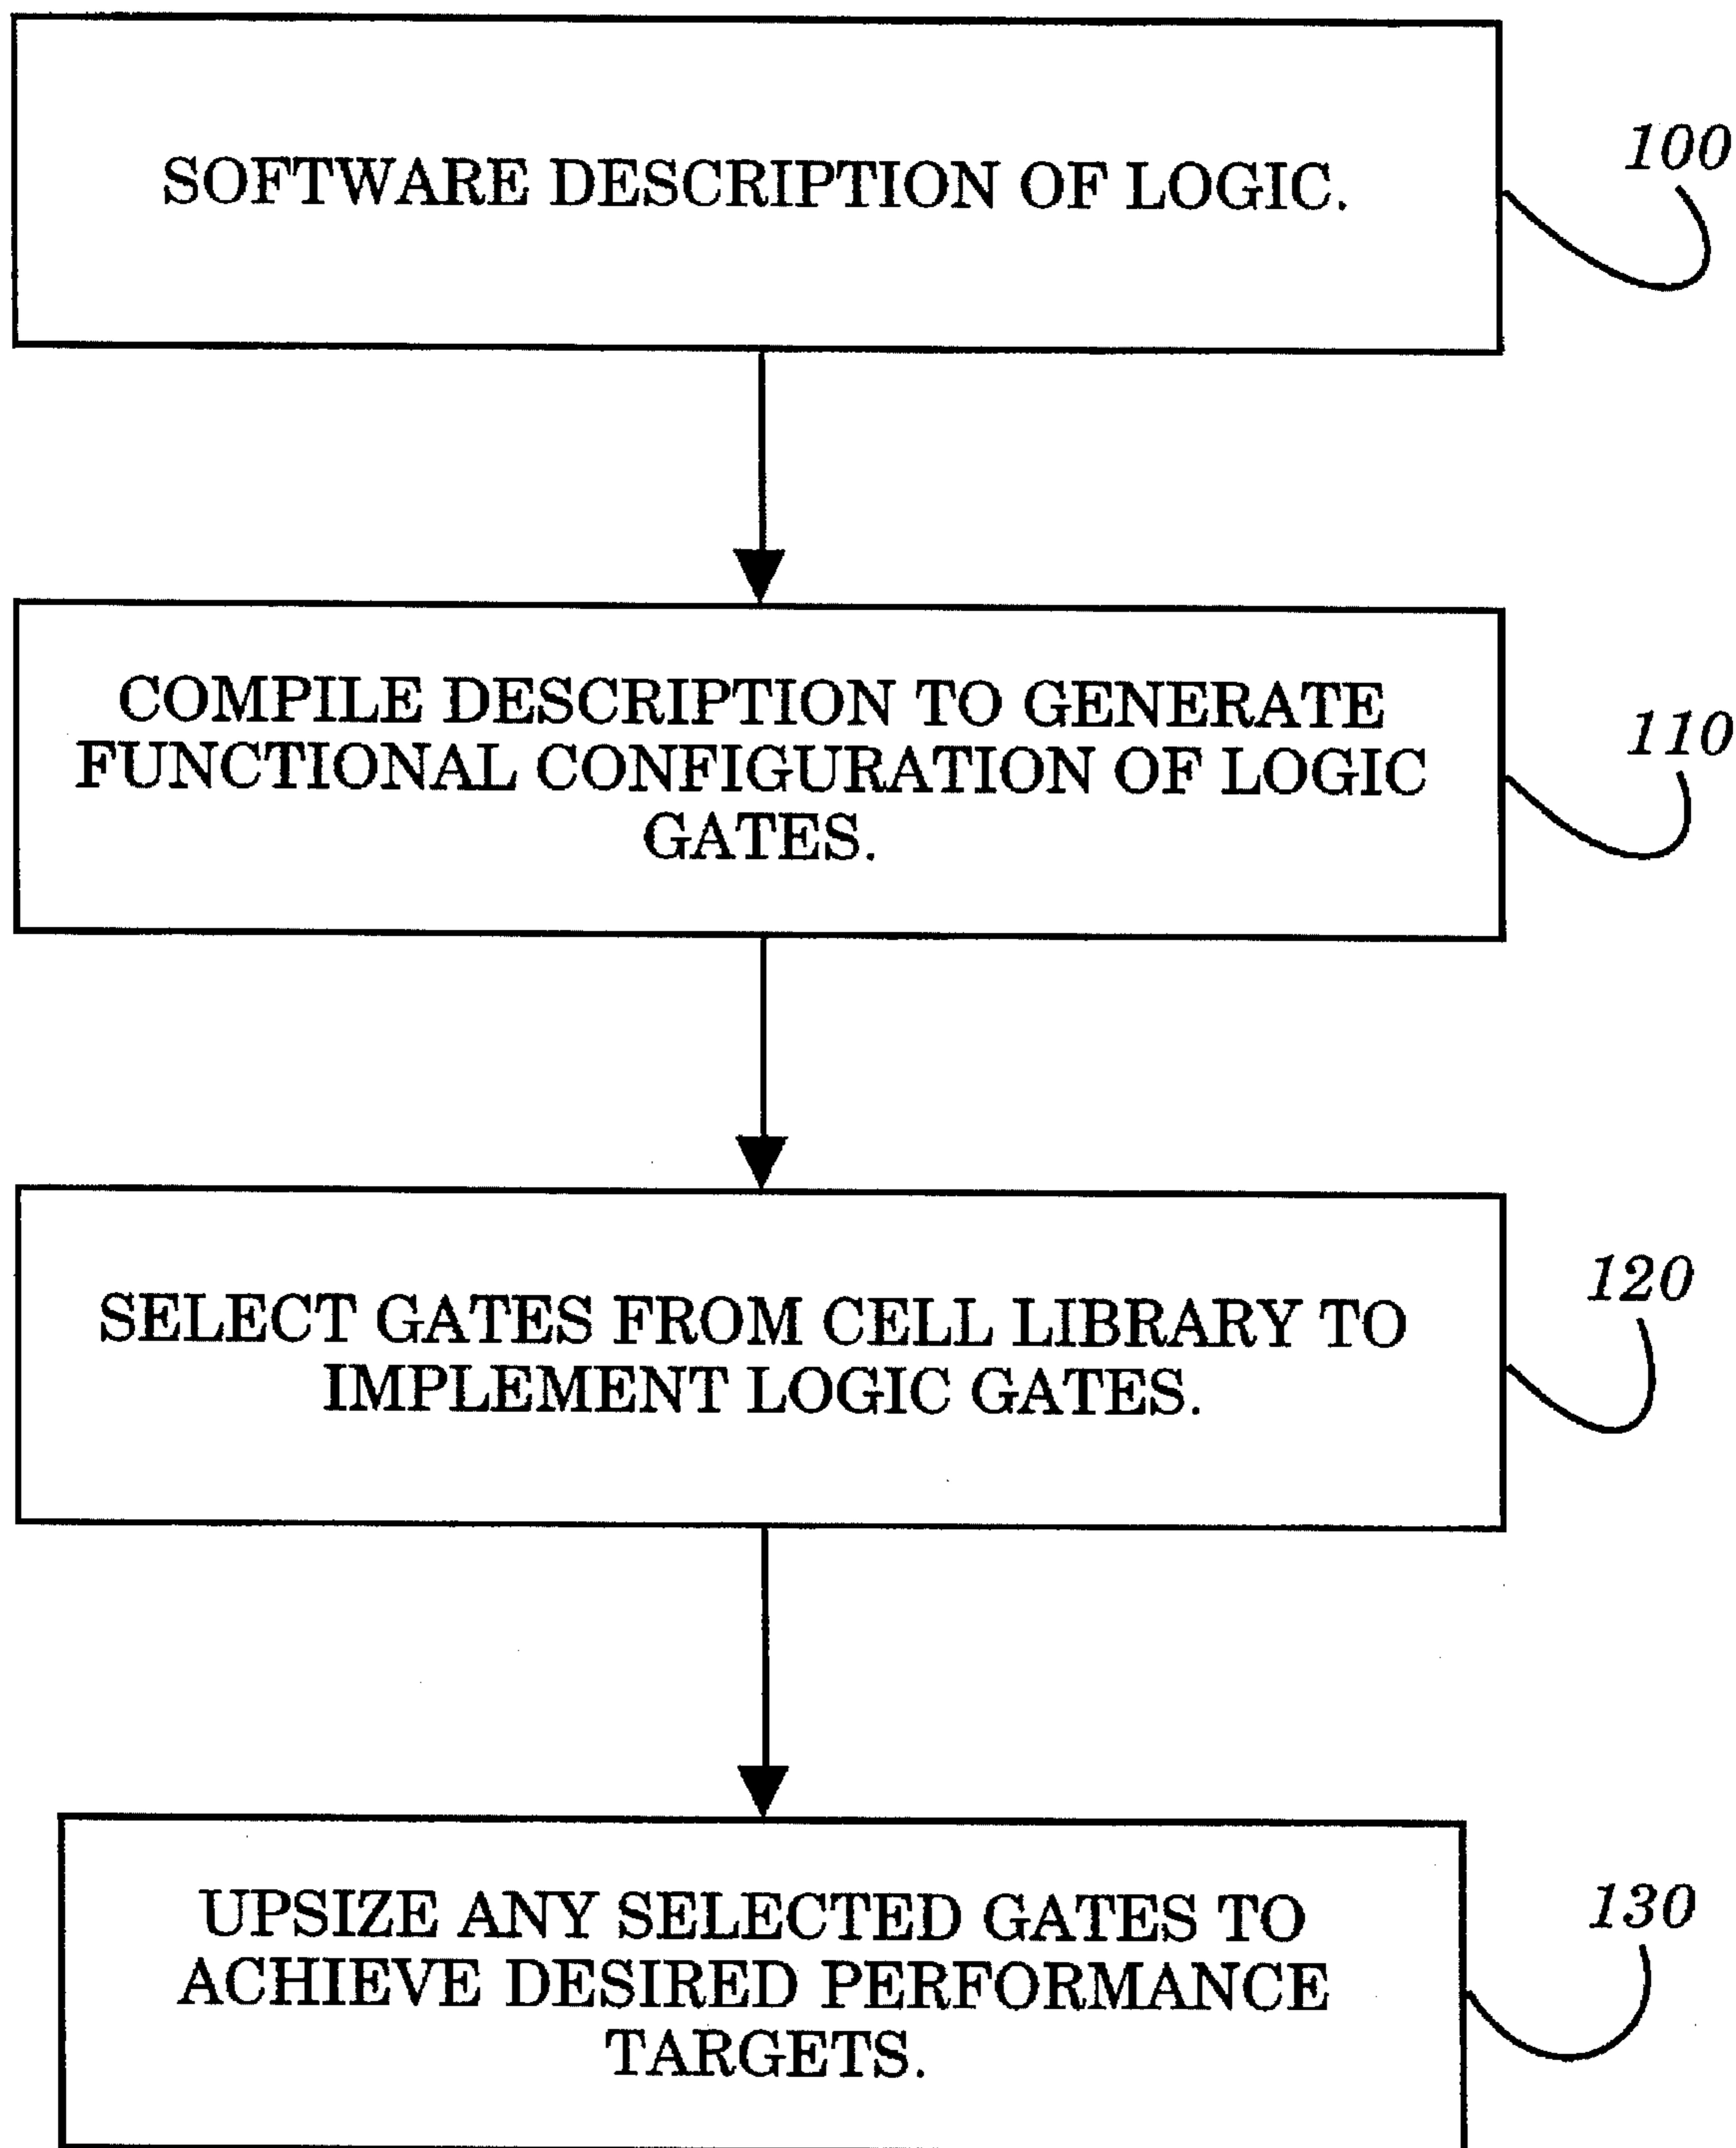 SOFTWARE DESCRIPTION OF LOGIC.
100
COMPILE DESCRIPTION TO GENERATE
FUNCTIONAL CONFIGURATION OF LOGIC
GATES.
110
SELECT GATES FROM CELL LIBRARY TO
IMPLEMENT LOGIC GATES.
120
UPSIZE ANY SELECTED GATES TO
ACHIEVE DESIRED PERFORMANCE
TARGETS.
130